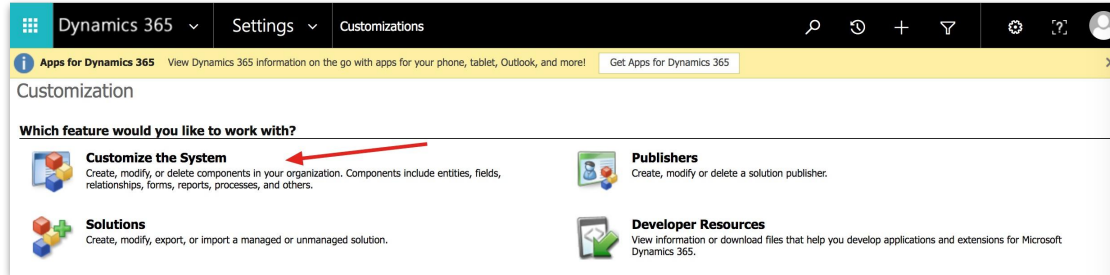 Dynamics 365 Settings Customizations
Apps for Dynamics 365 View Dynamics 365 information on the go with apps for your phone, tablet, Outlook, and more! Get Apps for Dynamics 365
Customization
Which feature would you like to work with?
Customize the System
Create, modify, or delete components in your organization. Components include entities, fields,
relationships, forms, reports, processes, and others.
Publishers
Create, modify or delete a solution publisher.
Solutions
Create, modify, export, or import a managed or unmanaged solution.
Developer Resources
View information or download files that help you develop applications and extensions for Microsoft
Dynamics 365.